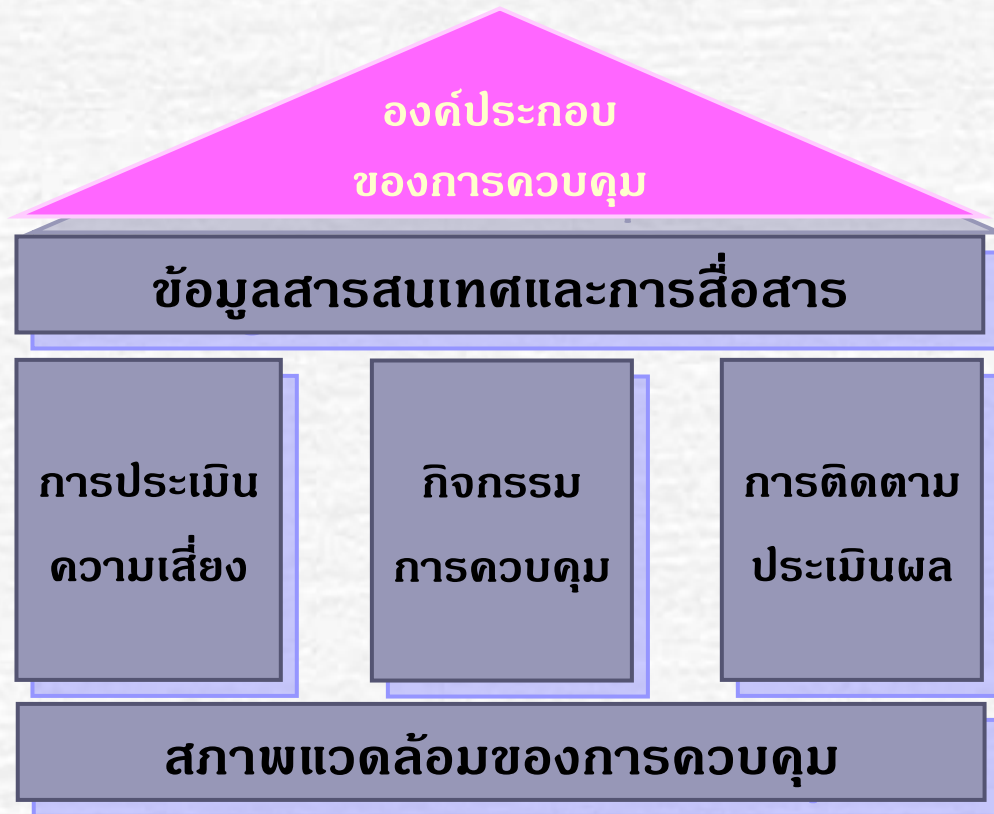 องค์ประกอบ
ของการควบคุม
ข้อมูลสารสนเทศและการสื่อสาร
การประเมิน
ความเสี่ยง
กิจกรรม
การควบคุม
การติดตาม
ประเมินผล
สภาพแวดล้อมของการควบคุม